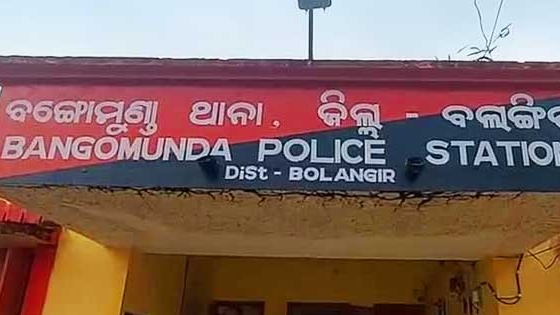 ବଙ୍ଗୋମୁଣ୍ଡା ଥାନା, ଜିଲ୍ଲା -
BANGOMUNDA POLICE STATION
DiSt - BOLANGIR